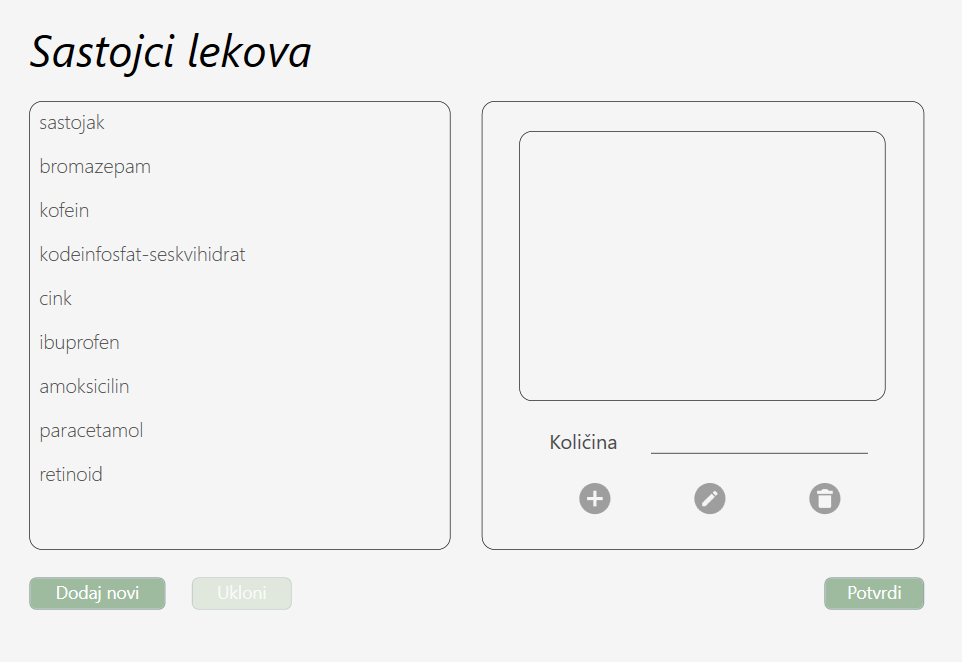 Sastojci lekova
sastojak
bromazepam
kofein
kodeinfosfat-seskvihidrat
cink
ibuprofen
amoksicilin
paracetamol
retinoid
Količina
Dodaj novi
Ukloni
Potvrdi